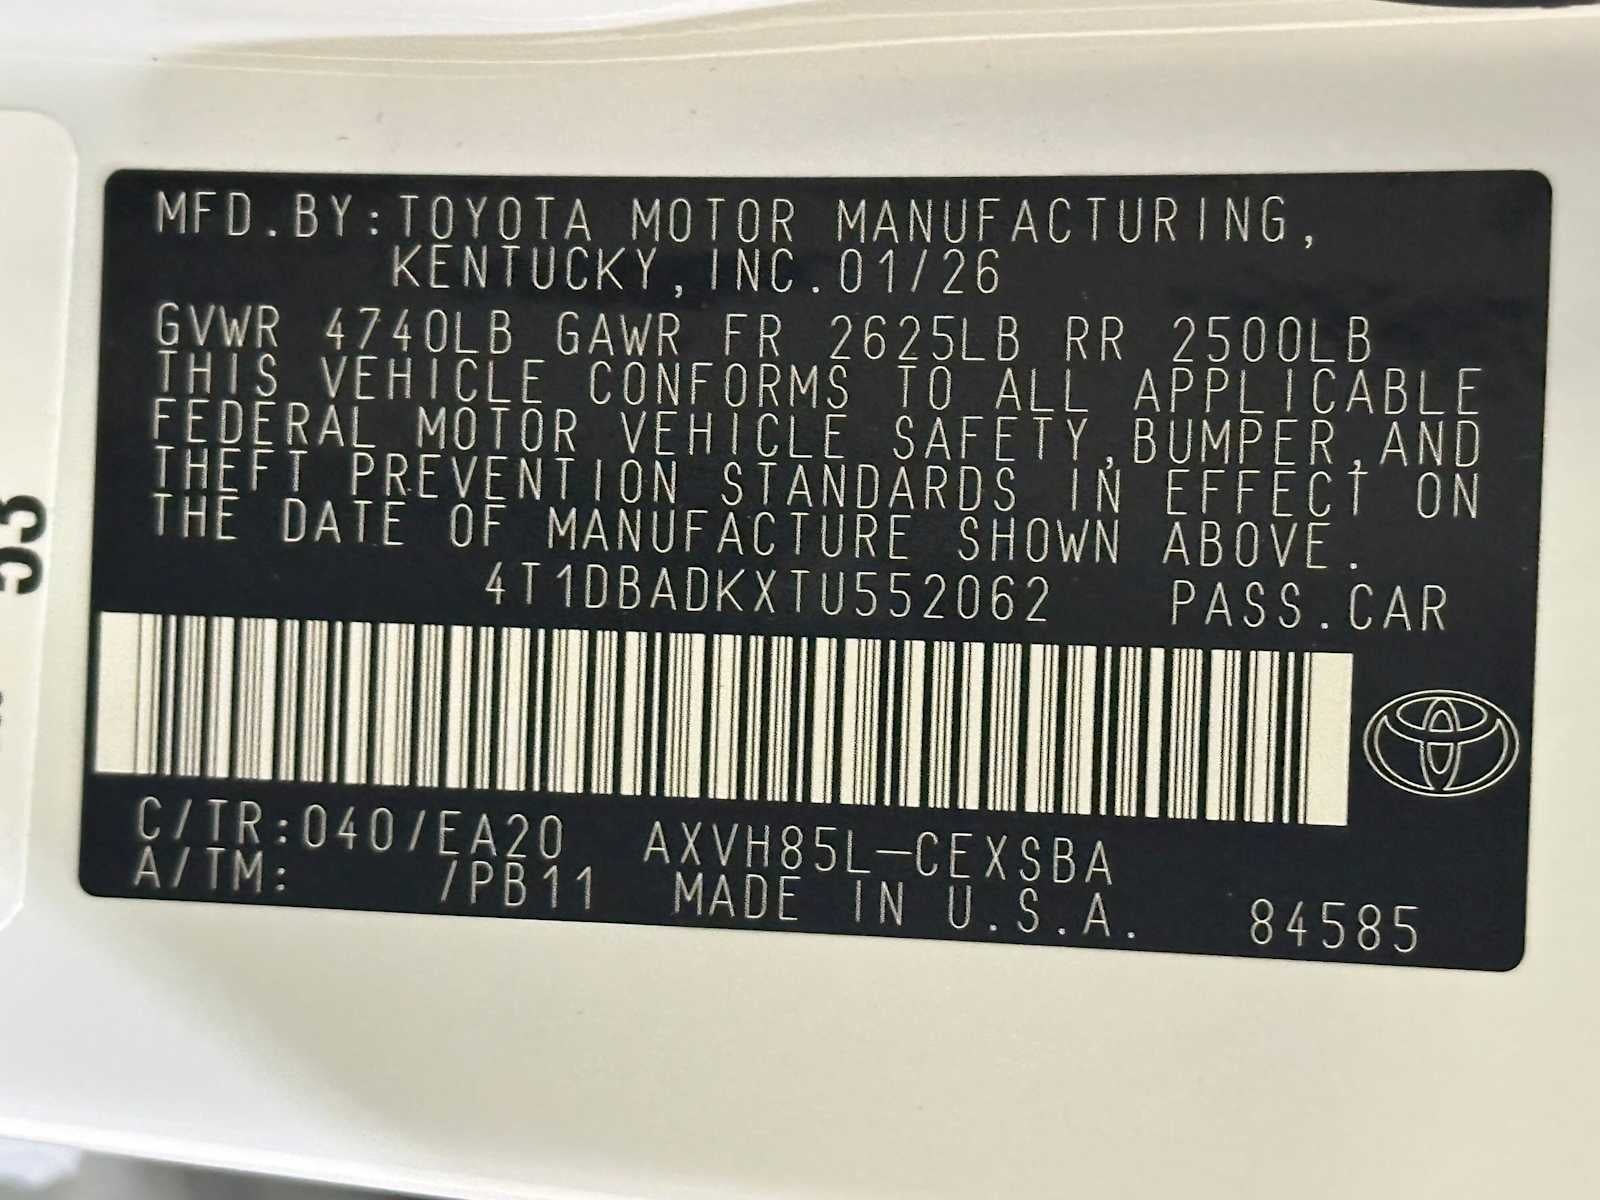 MFD.BY:TOYOTA MOTOR MANUFACTURING,
KENTUCKY,INC.01/26
GVWR 4740LB GAWR FR 2625LB RR 2500LB
THIS VEHICLE CONFORMS TO ALL APPLICABLE
FEDERAL MOTOR VEHICLE SAFETY,BUMPER,AND
THEFT PREVENTION STANDARDS IN EFFECT ON
THE DATE OF MANUFACTURE SHOWN ABOVE.
4T1DBADKXTU552062 PASS.CAR
C/TR:040/EA20 AXVH85L-CEXSBA
A/TM: /PB11 MADE IN U.S.A. 84585
53